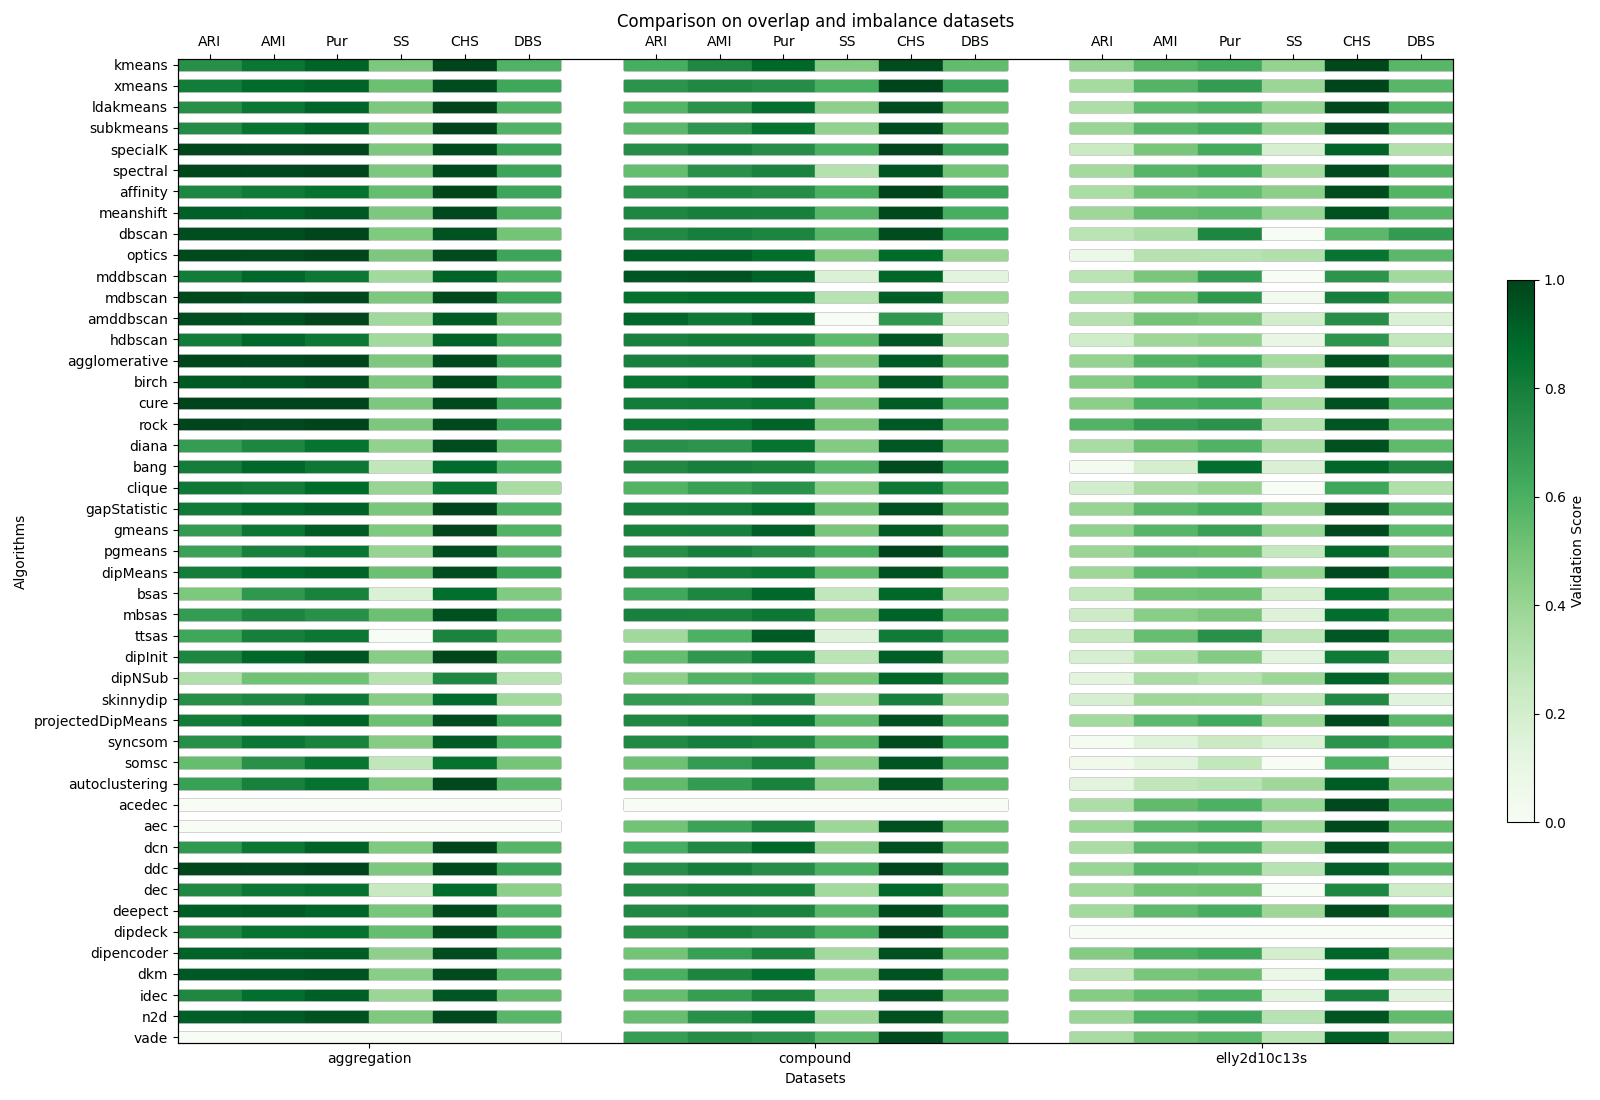 Comparison on overlap and imbalance datasets
ARI AMI Pur SS CHS DBS ARI AMI Pur SS CHS DBS ARI AMI Pur SS CHS DBS
kmeans
xmeans
ldakmeans
subkmeans
specialK
spectral
affinity
meanshift
dbscan
optics
mddbscan
mdbscan
amddbscan
hdbscan
agglomerative
birch
cure
rock
diana
bang
clique
gapStatistic
gmeans
pgmeans
dipMeans
bsas
mbsas
ttsas
dipInit
dipNSub
skinnydip
projectedDipMeans
syncsom
somsc
autoclustering
acedec
aec
dcn
ddc
dec
deepect
dipdeck
dipencoder
dkm
idec
n2d
vade
Algorithms
aggregation compound elly2d10c13s
Datasets
1.0
0.8
0.6
0.4
0.2
0.0
Validation Score